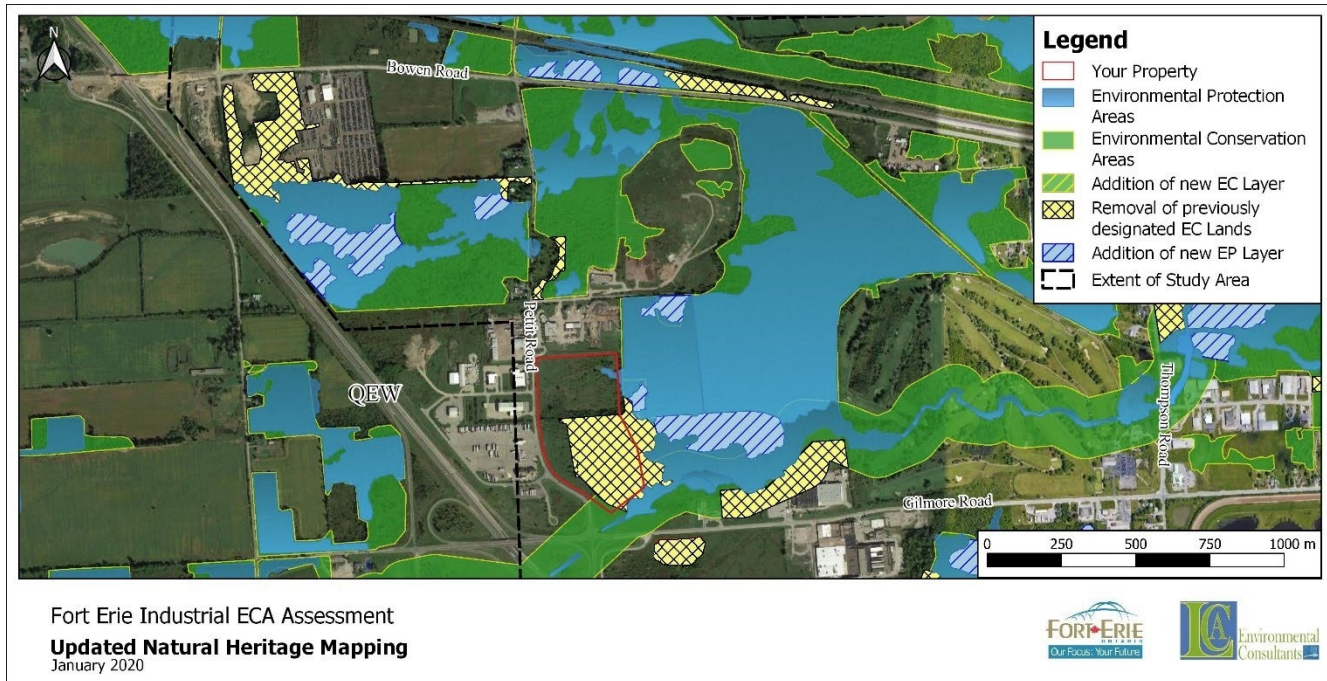 N
Bowen Road
Pettit Road
QEW
Thompson Road
Gilmore Road
Legend
Your Property
Environmental Protection
Areas
Environmental Conservation
Areas
Addition of new EC Layer
Removal of previously
designated EC Lands
Addition of new EP Layer
Extent of Study Area
0 250 500 750 1000 m
Fort Erie Industrial ECA Assessment
Updated Natural Heritage Mapping
January 2020
FORT ERIE
ONTARIO
Our Focus: Your Future
LCA
Environmental
Consultants